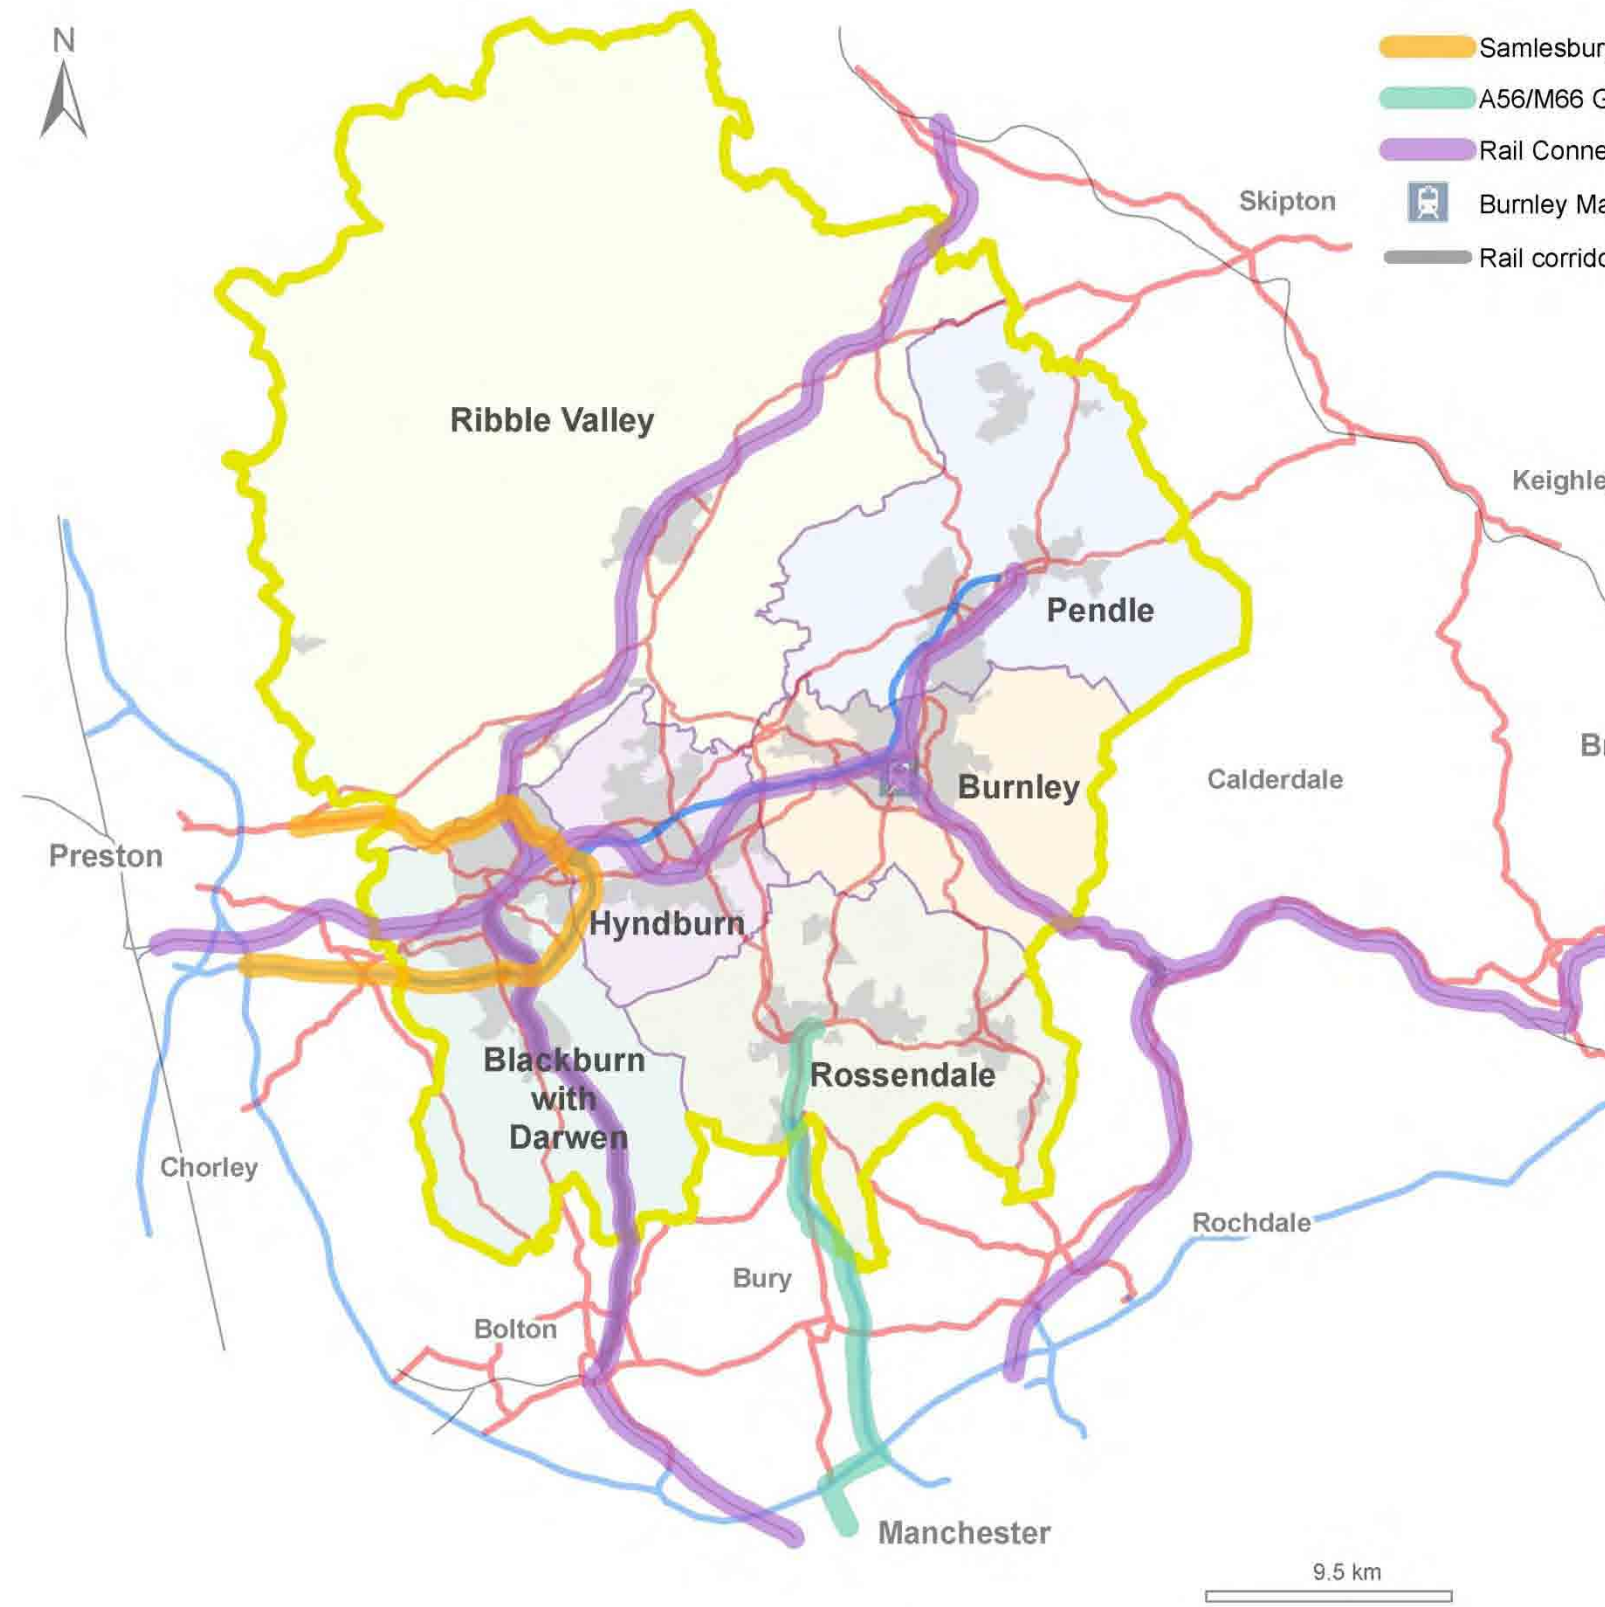 N
Samlesbur
A56/M66 G
Rail Conne
Burnley Ma
Rail corrido
Skipton
Ribble Valley
Keighle
Pendle
Br
Burnley
Calderdale
Preston
Hyndburn
Blackburn
with
Darwen
Rossendale
Chorley
Rochdale
Bury
Bolton
Manchester
9.5 km